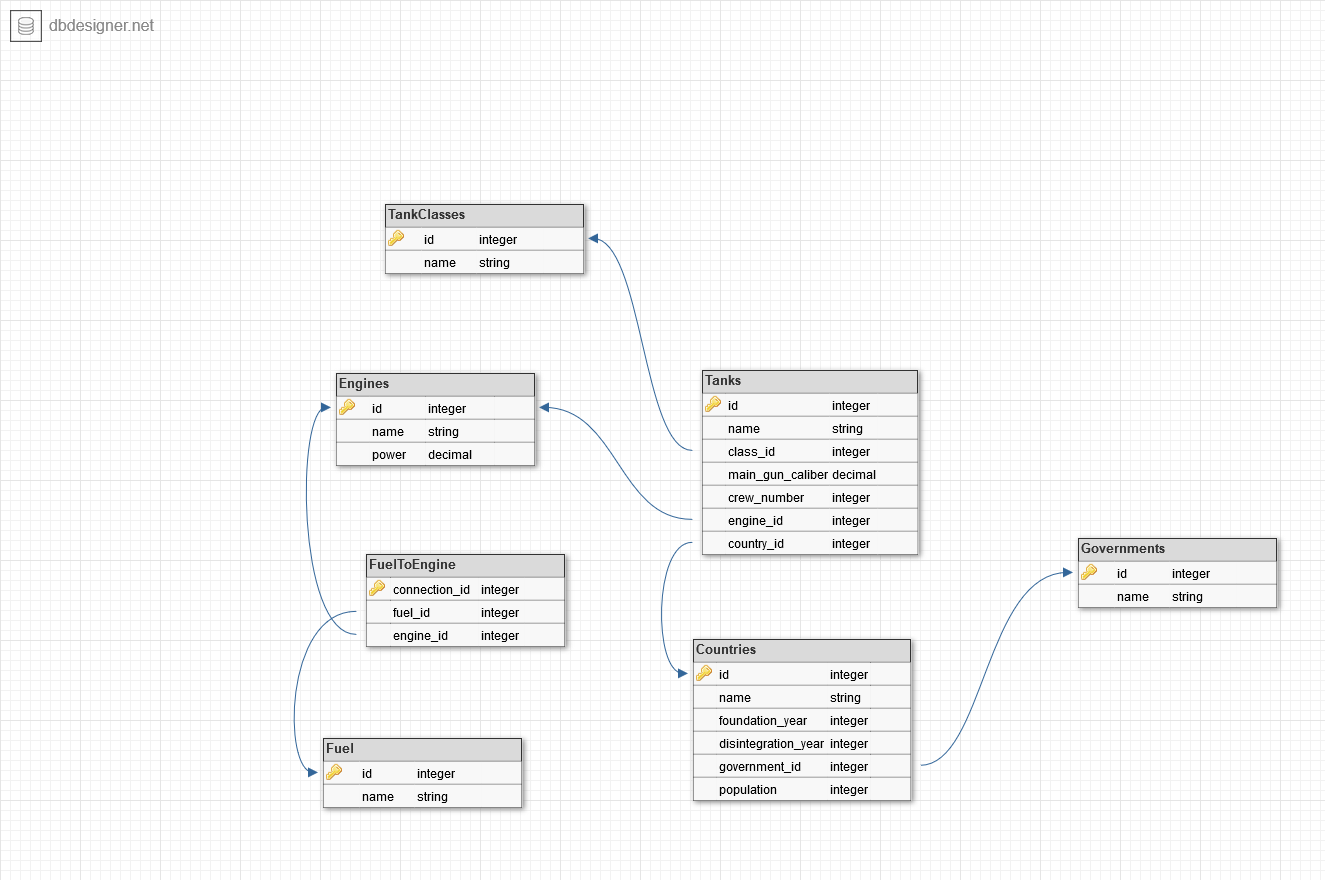 dbdesigner.net
TankClasses
id integer
name string
Engines
id integer
name string
power decimal
Tanks
id integer
name string
class_id integer
main_gun_caliber decimal
crew_number integer
engine_id integer
country_id integer
FuelToEngine
connection_id integer
fuel_id integer
engine_id integer
Governments
id integer
name string
Countries
id integer
name string
foundation_year integer
disintegration_year integer
government_id integer
population integer
Fuel
id integer
name string